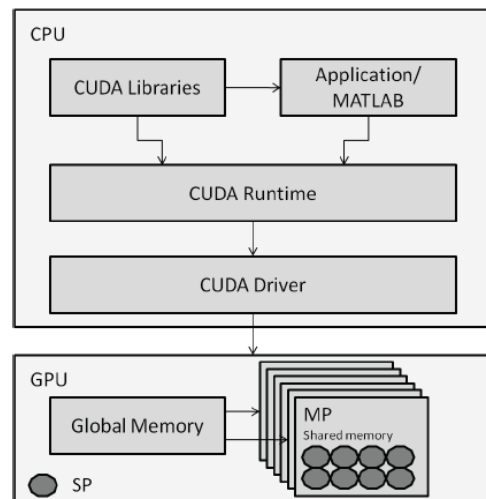 CPU
CUDA Libraries
Application/
MATLAB
CUDA Runtime
CUDA Driver
GPU
Global Memory
MP
Shared memory
SP